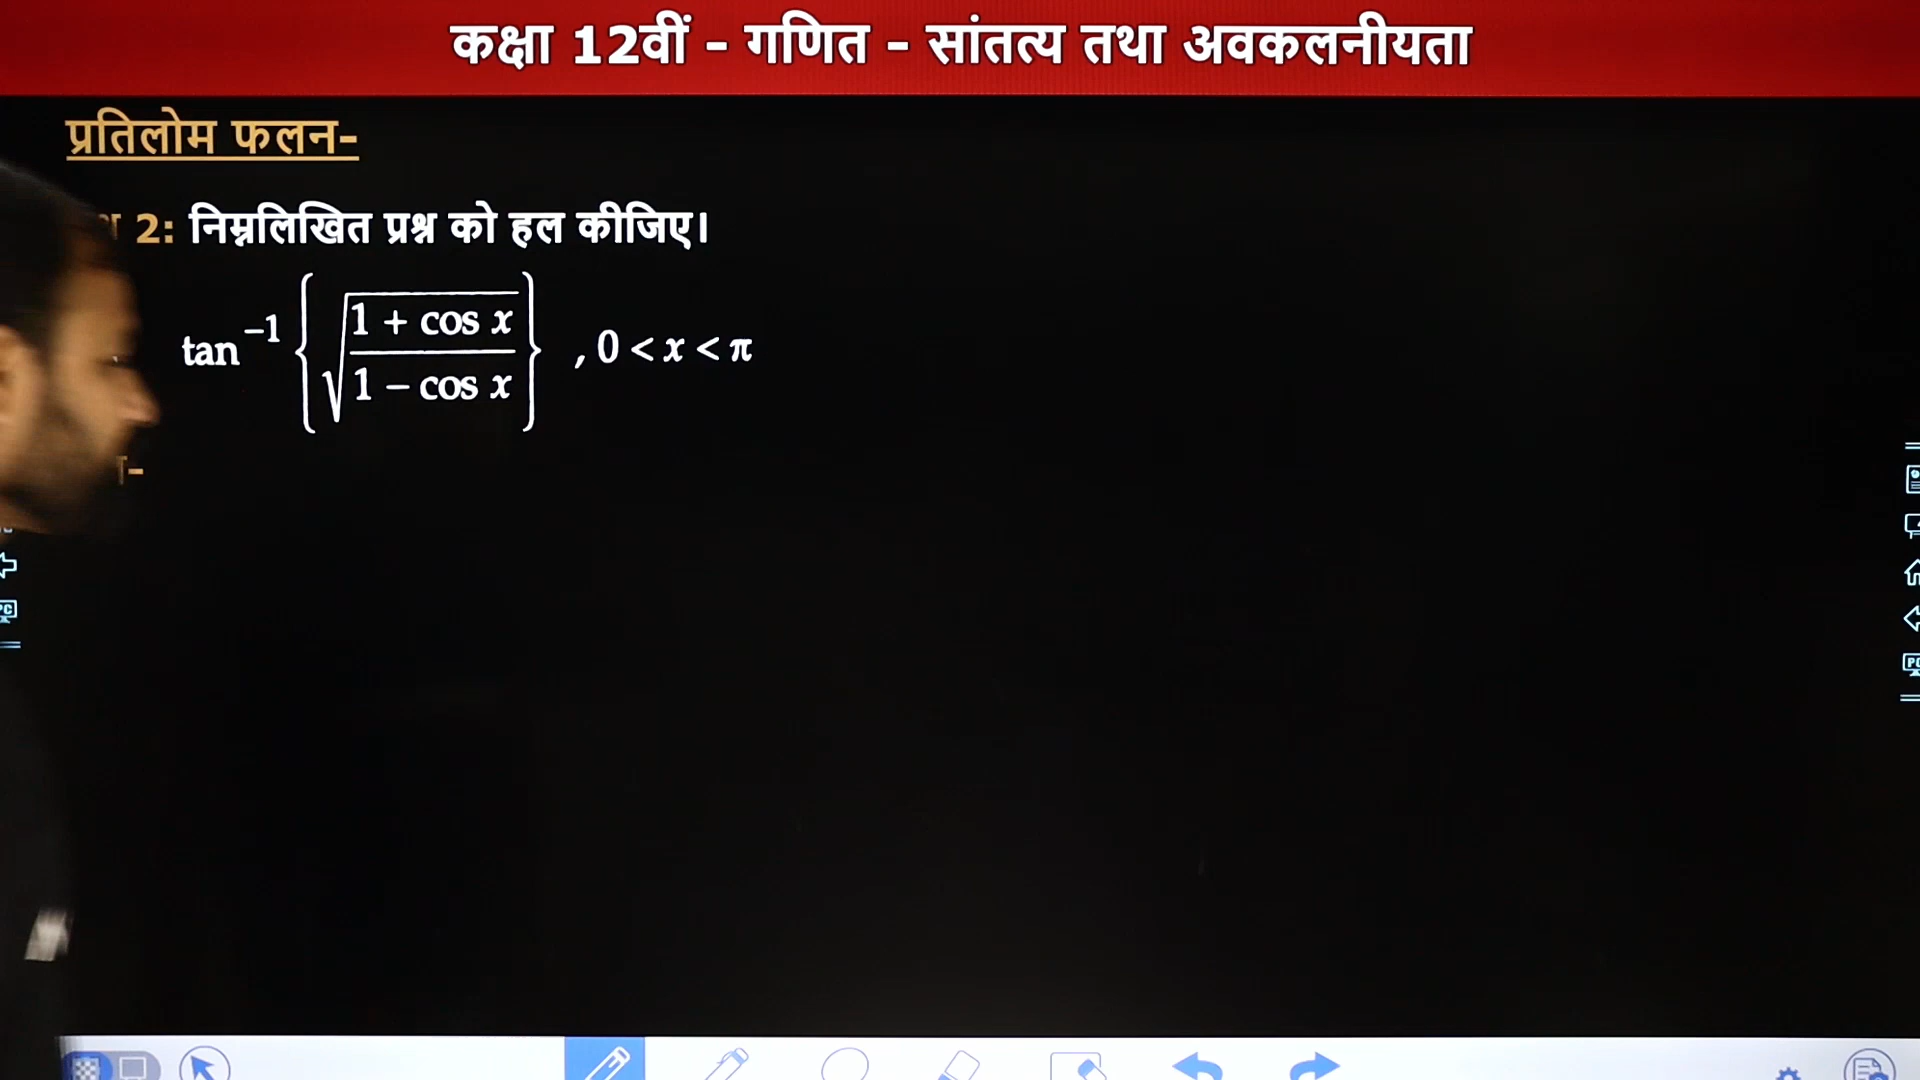 कक्षा 12वीं - गणित - सांतत्य तथा अवकलनीयता
प्रतिलोम फलन-
2: निम्नलिखित प्रश्न को हल कीजिए।
tan⁻¹ { √((1 + cos x)/(1 − cos x)) } , 0 < x < π